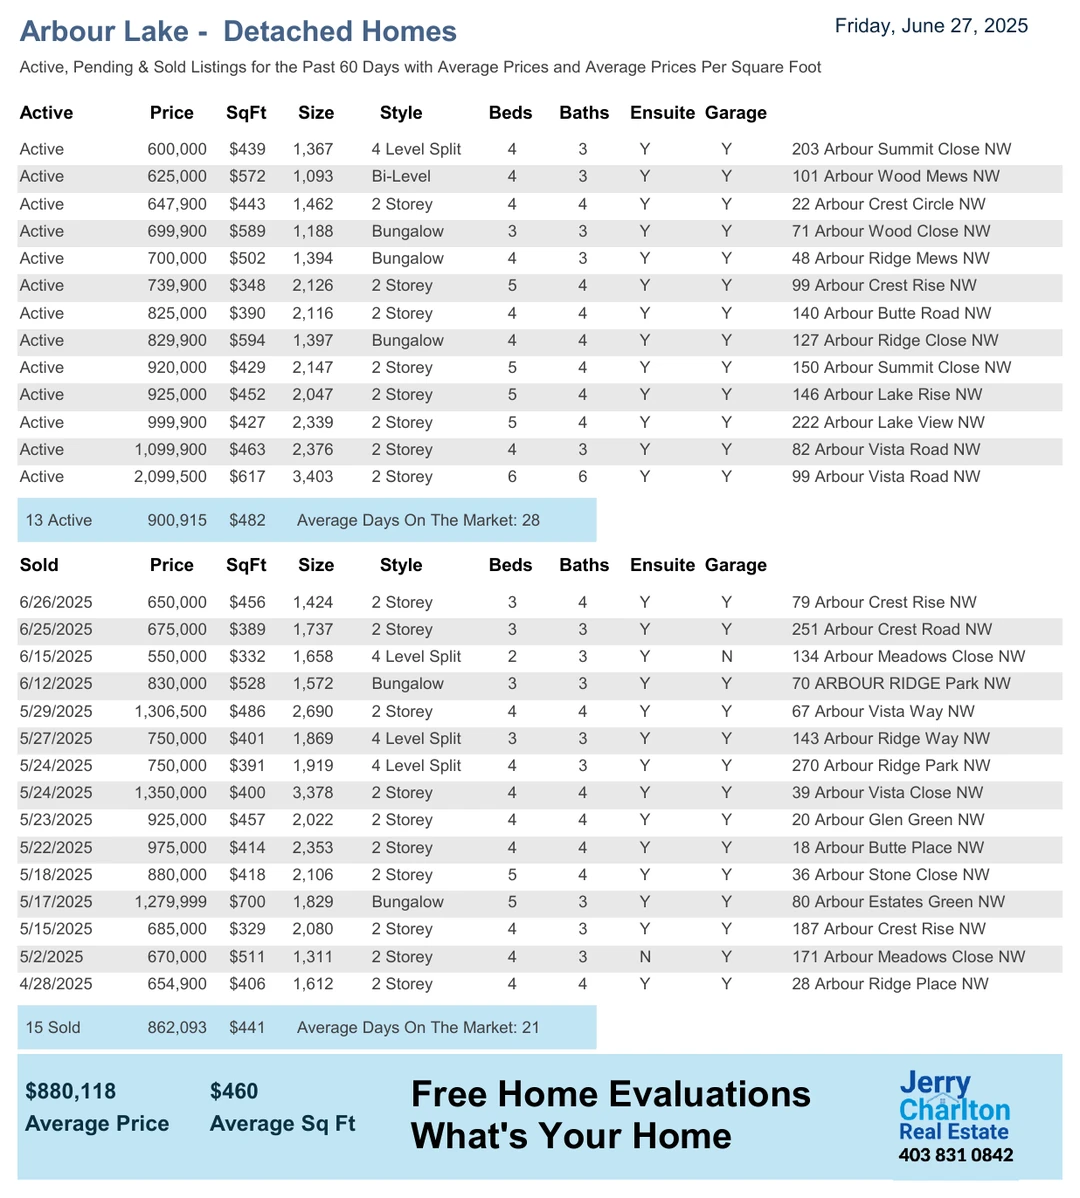 Arbour Lake - Detached Homes
Friday, June 27, 2025
Active, Pending & Sold Listings for the Past 60 Days with Average Prices and Average Prices Per Square Foot
Active Price SqFt Size Style Beds Baths Ensuite Garage
Active 600,000 $439 1,367 4 Level Split 4 3 Y Y 203 Arbour Summit Close NW
Active 625,000 $572 1,093 Bi-Level 4 3 Y Y 101 Arbour Wood Mews NW
Active 647,900 $443 1,462 2 Storey 4 4 Y Y 22 Arbour Crest Circle NW
Active 699,900 $589 1,188 Bungalow 3 3 Y Y 71 Arbour Wood Close NW
Active 700,000 $502 1,394 Bungalow 4 3 Y Y 48 Arbour Ridge Mews NW
Active 739,900 $348 2,126 2 Storey 5 4 Y Y 99 Arbour Crest Rise NW
Active 825,000 $390 2,116 2 Storey 4 4 Y Y 140 Arbour Butte Road NW
Active 829,900 $594 1,397 Bungalow 4 4 Y Y 127 Arbour Ridge Close NW
Active 920,000 $429 2,147 2 Storey 5 4 Y Y 150 Arbour Summit Close NW
Active 925,000 $452 2,047 2 Storey 5 4 Y Y 146 Arbour Lake Rise NW
Active 999,900 $427 2,339 2 Storey 5 4 Y Y 222 Arbour Lake View NW
Active 1,099,900 $463 2,376 2 Storey 4 3 Y Y 82 Arbour Vista Road NW
Active 2,099,500 $617 3,403 2 Storey 6 6 Y Y 99 Arbour Vista Road NW
13 Active 900,915 $482 Average Days On The Market: 28
Sold Price SqFt Size Style Beds Baths Ensuite Garage
6/26/2025 650,000 $456 1,424 2 Storey 3 4 Y Y 79 Arbour Crest Rise NW
6/25/2025 675,000 $389 1,737 2 Storey 3 3 Y Y 251 Arbour Crest Road NW
6/15/2025 550,000 $332 1,658 4 Level Split 2 3 Y N 134 Arbour Meadows Close NW
6/12/2025 830,000 $528 1,572 Bungalow 3 3 Y Y 70 ARBOUR RIDGE Park NW
5/29/2025 1,306,500 $486 2,690 2 Storey 4 4 Y Y 67 Arbour Vista Way NW
5/27/2025 750,000 $401 1,869 4 Level Split 3 3 Y Y 143 Arbour Ridge Way NW
5/24/2025 750,000 $391 1,919 4 Level Split 4 3 Y Y 270 Arbour Ridge Park NW
5/24/2025 1,350,000 $400 3,378 2 Storey 4 4 Y Y 39 Arbour Vista Close NW
5/23/2025 925,000 $457 2,022 2 Storey 4 4 Y Y 20 Arbour Glen Green NW
5/22/2025 975,000 $414 2,353 2 Storey 4 4 Y Y 18 Arbour Butte Place NW
5/18/2025 880,000 $418 2,106 2 Storey 5 4 Y Y 36 Arbour Stone Close NW
5/17/2025 1,279,999 $700 1,829 Bungalow 5 3 Y Y 80 Arbour Estates Green NW
5/15/2025 685,000 $329 2,080 2 Storey 4 3 Y Y 187 Arbour Crest Rise NW
5/2/2025 670,000 $511 1,311 2 Storey 4 3 N Y 171 Arbour Meadows Close NW
4/28/2025 654,900 $406 1,612 2 Storey 4 4 Y Y 28 Arbour Ridge Place NW
15 Sold 862,093 $441 Average Days On The Market: 21
$880,118 $460
Average Price Average Sq Ft
Free Home Evaluations
What's Your Home
Jerry
Charlton
Real Estate
403 831 0842